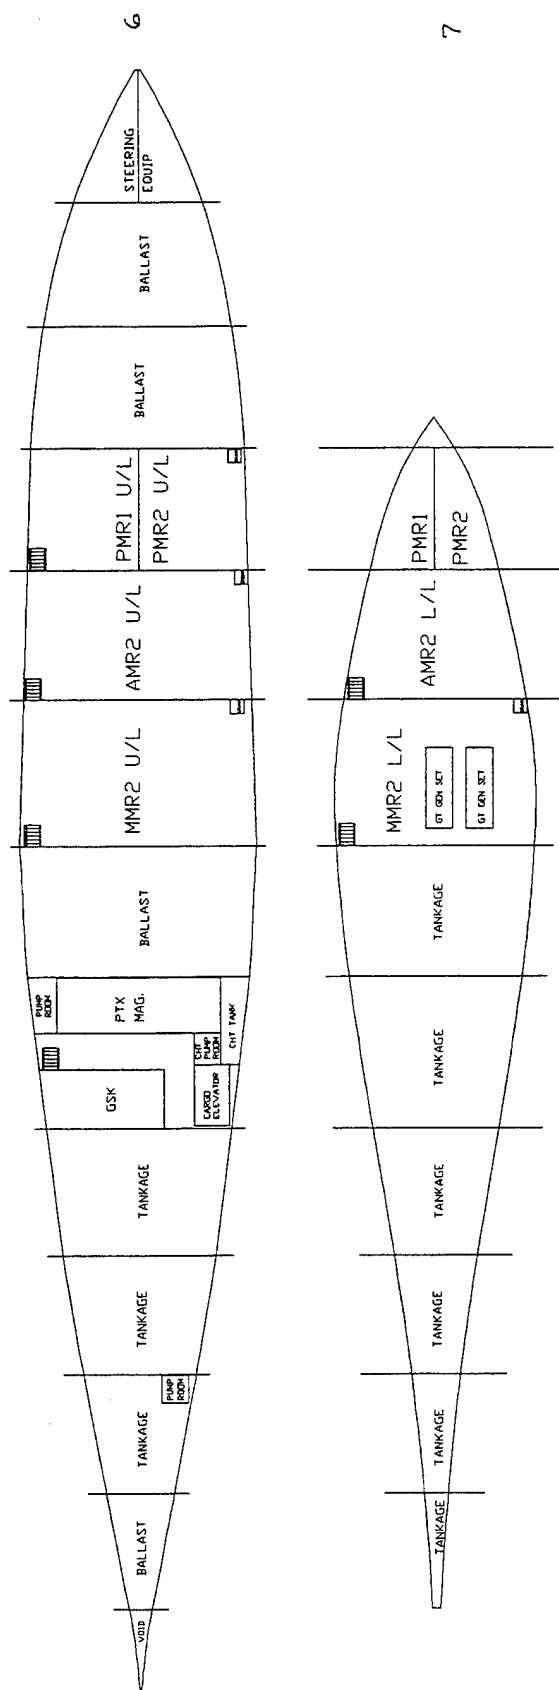 6
STEERING
EQUIP
BALLAST
BALLAST
PMR1 U/L
PMR2 U/L
AMR2 U/L
MMR2 U/L
BALLAST
PUMP
ROOM
PTX
MAG.
CHT
PUMP
ROOM
CHT TANK
GSK
CARGO
ELEVATOR
TANKAGE
TANKAGE
TANKAGE
PUMP
ROOM
BALLAST
VOID
7
PMR1
PMR2
AMR2 L/L
MMR2 L/L
GT GEN SET
GT GEN SET
TANKAGE
TANKAGE
TANKAGE
TANKAGE
TANKAGE
TANKAGE